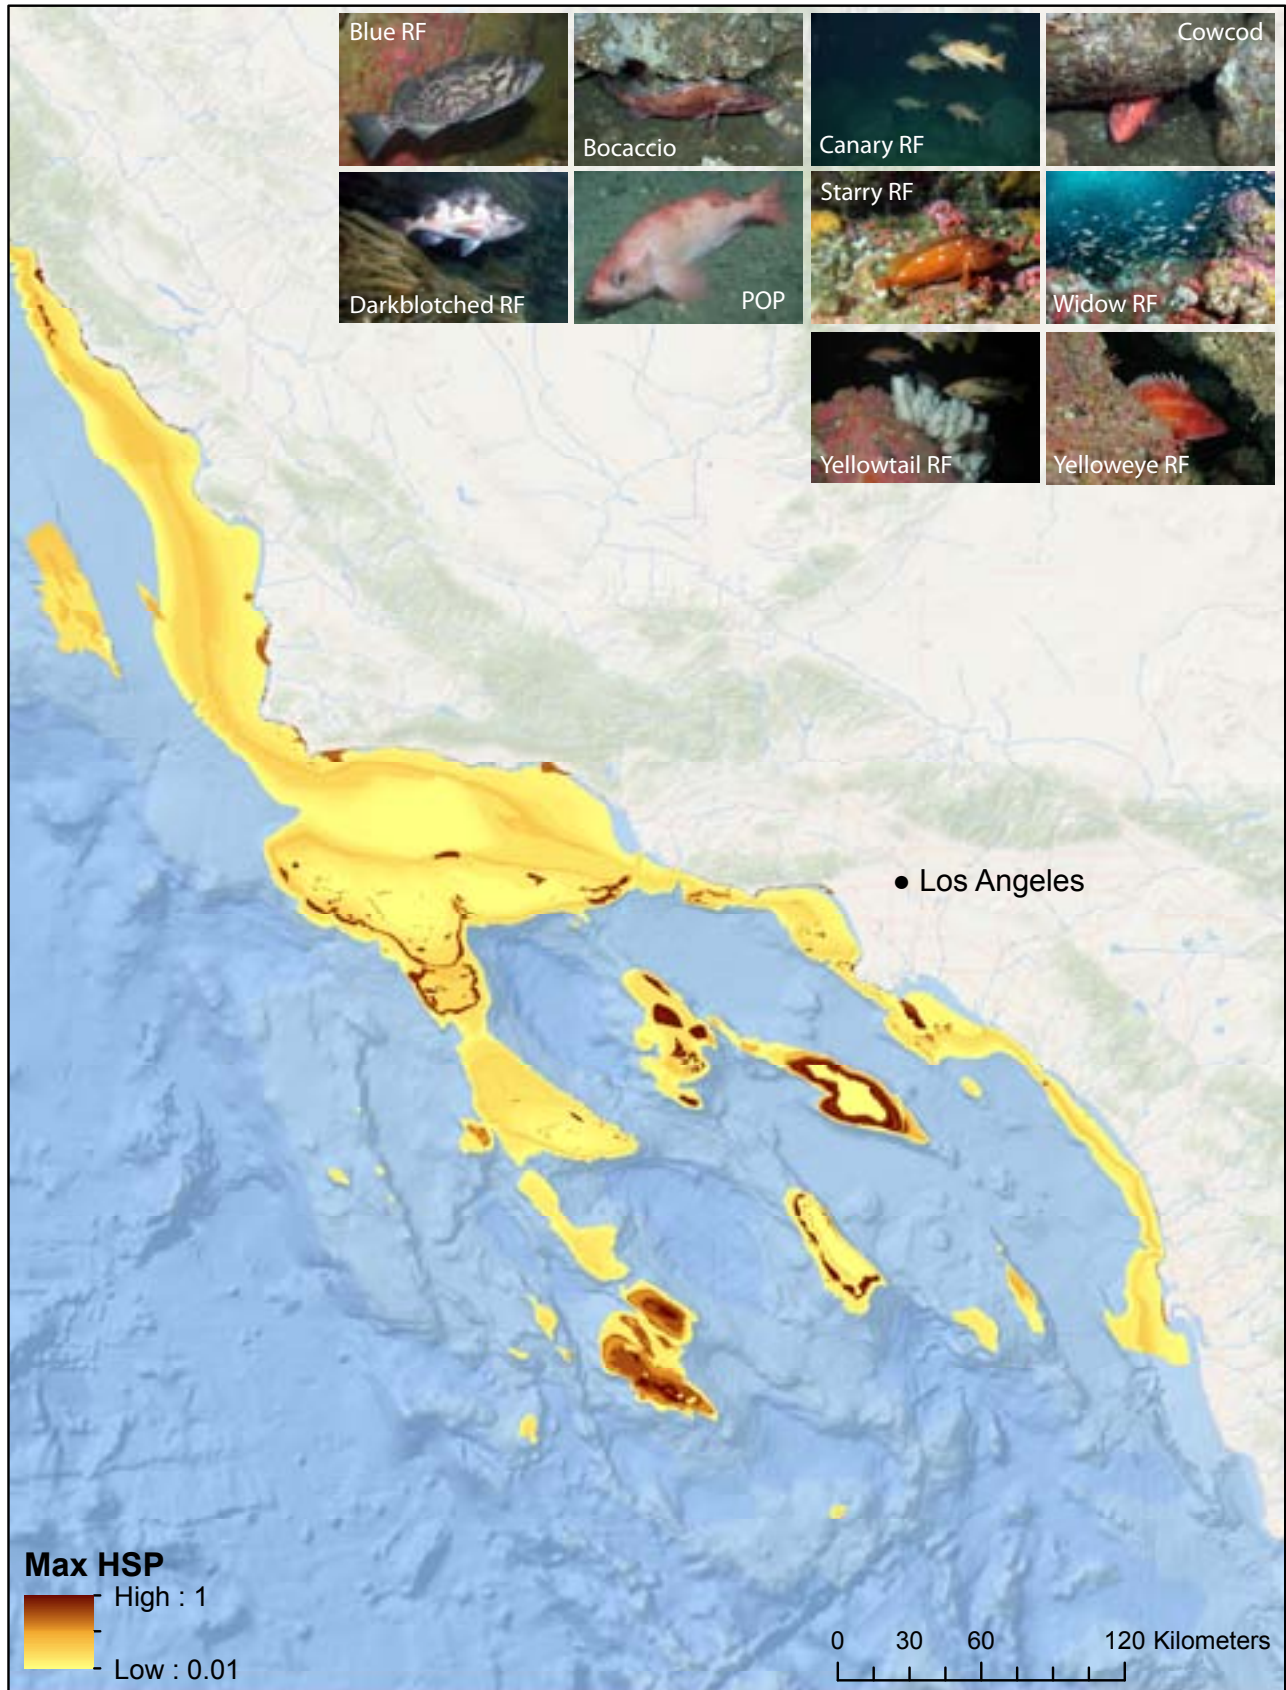 Blue RF
Bocaccio
Canary RF
Cowcod
Darkblotched RF
POP
Starry RF
Widow RF
Yellowtail RF
Yelloweye RF
Los Angeles
Max HSP
High : 1
Low : 0.01
0 30 60 120 Kilometers